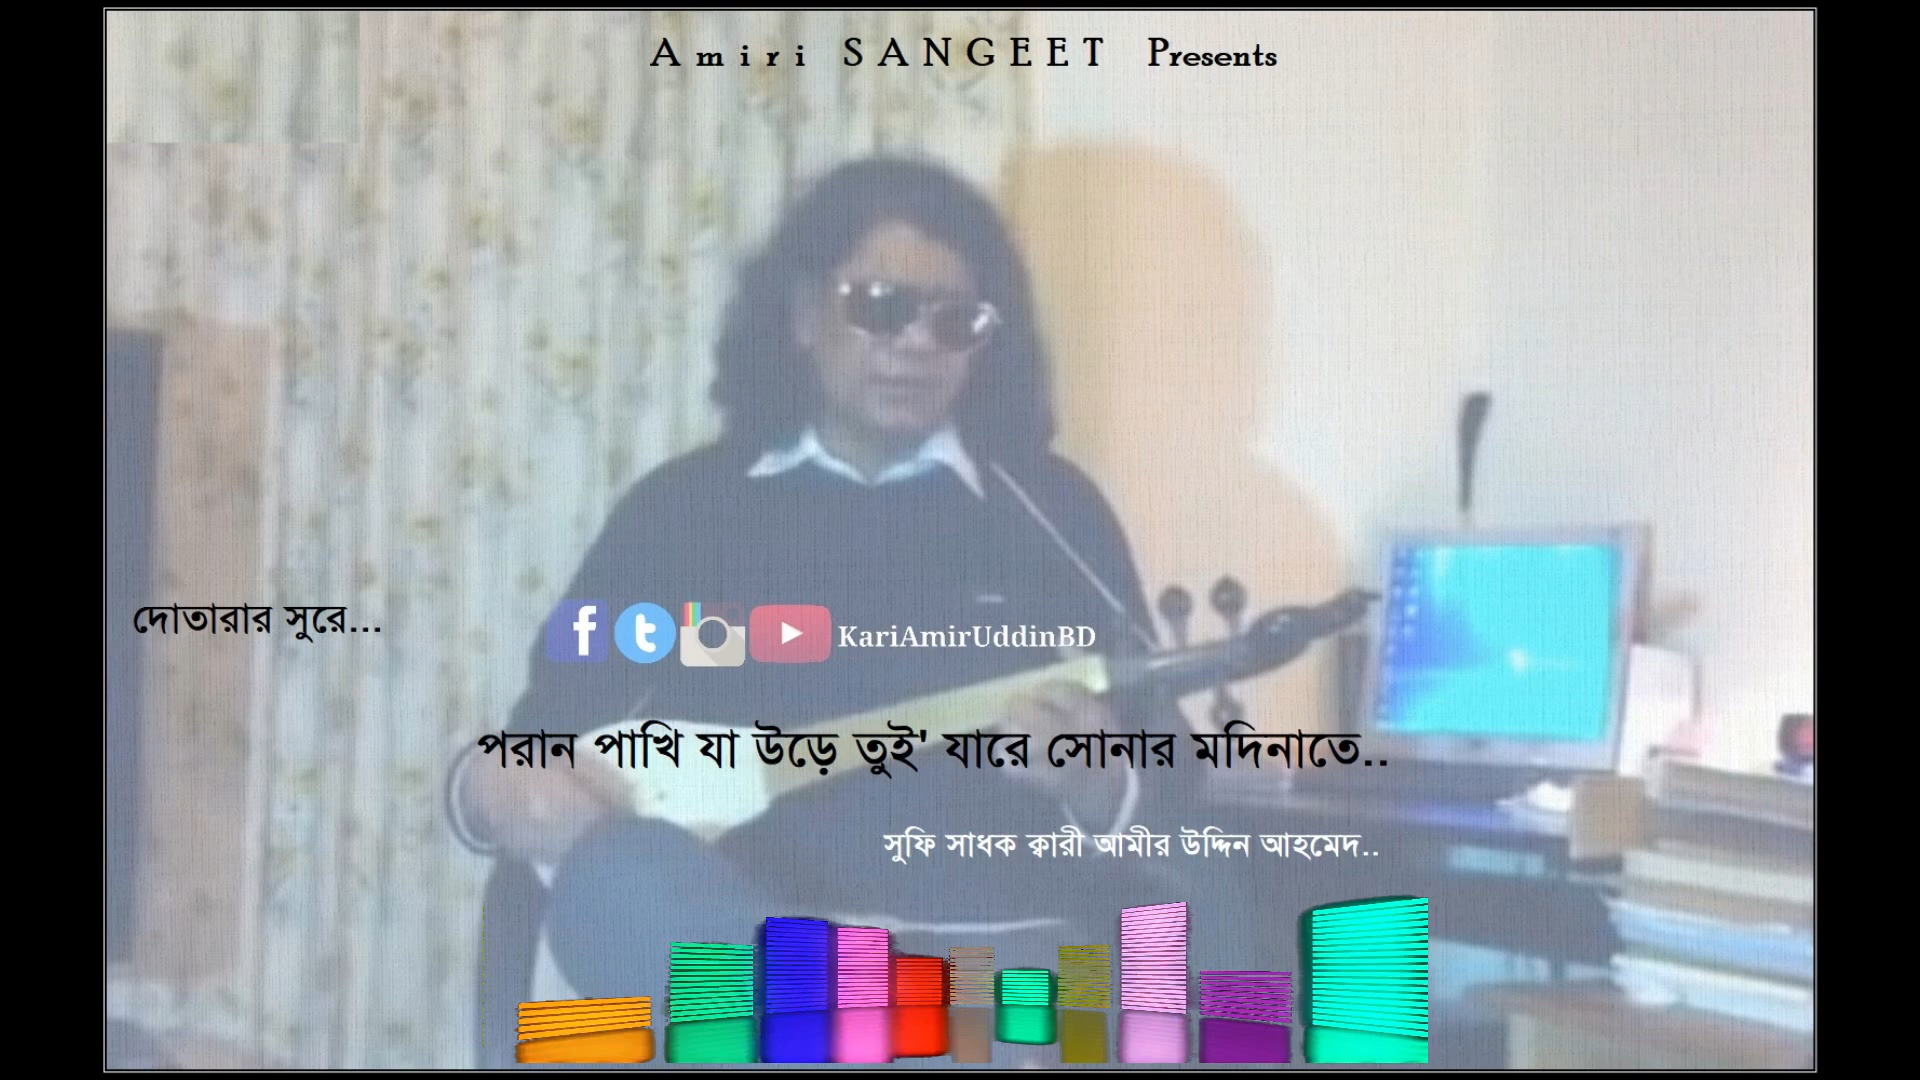 Amiri SANGEET Presents
দোতারার সুরে...
KariAmirUddinBD
পরান পাখি যা উড়ে তুই' যারে সোনার মদিনাতে..
সুফি সাধক ক্বারী আমীর উদ্দিন আহমেদ..